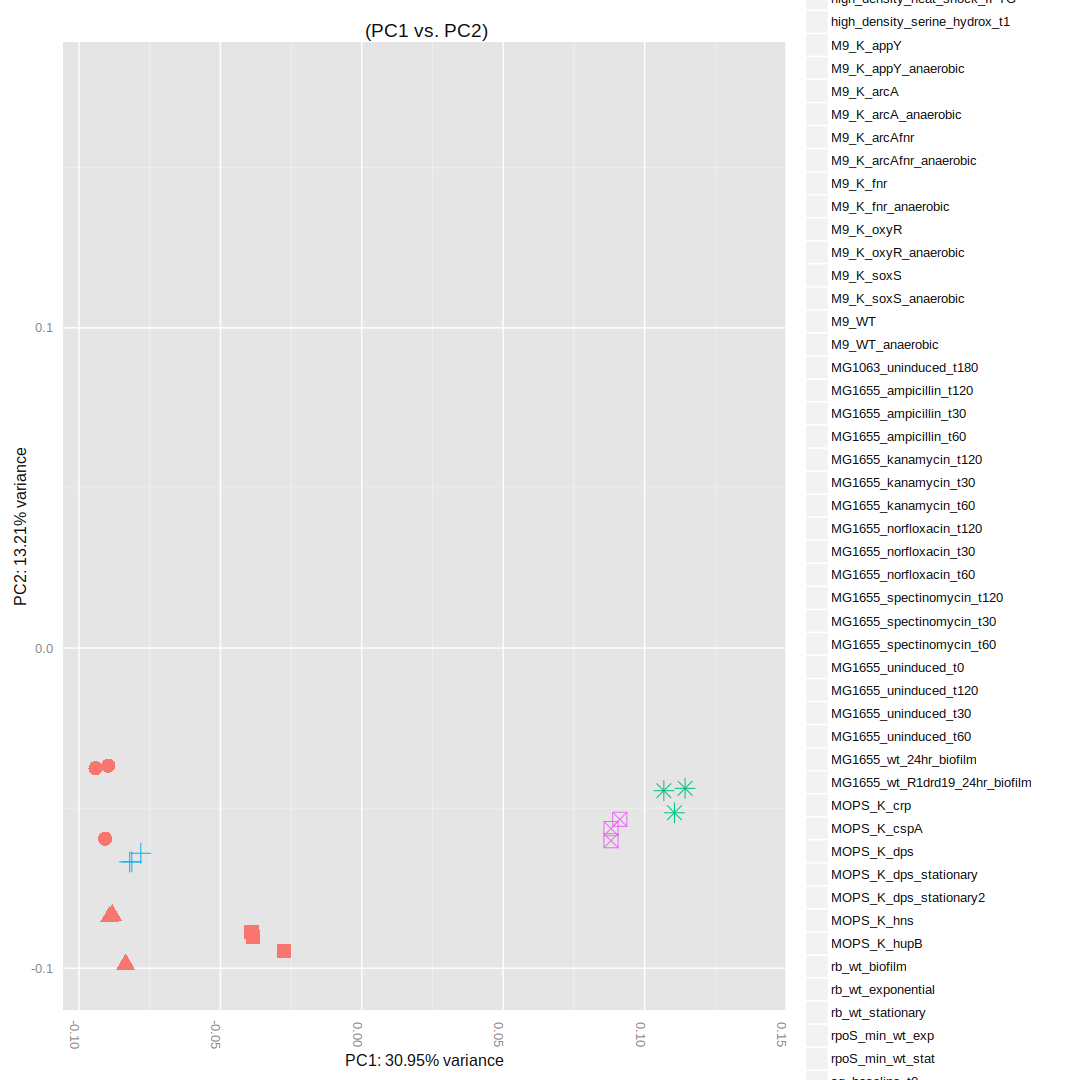 (PC1 vs. PC2)
0.1
0.0
-0.1
PC2: 13.21% variance
-0.10
-0.05
0.00
0.05
0.10
0.15
PC1: 30.95% variance
high_density_serine_hydrox_t1
M9_K_appY
M9_K_appY_anaerobic
M9_K_arcA
M9_K_arcA_anaerobic
M9_K_arcAfnr
M9_K_arcAfnr_anaerobic
M9_K_fnr
M9_K_fnr_anaerobic
M9_K_oxyR
M9_K_oxyR_anaerobic
M9_K_soxS
M9_K_soxS_anaerobic
M9_WT
M9_WT_anaerobic
MG1063_uninduced_t180
MG1655_ampicillin_t120
MG1655_ampicillin_t30
MG1655_ampicillin_t60
MG1655_kanamycin_t120
MG1655_kanamycin_t30
MG1655_kanamycin_t60
MG1655_norfloxacin_t120
MG1655_norfloxacin_t30
MG1655_norfloxacin_t60
MG1655_spectinomycin_t120
MG1655_spectinomycin_t30
MG1655_spectinomycin_t60
MG1655_uninduced_t0
MG1655_uninduced_t120
MG1655_uninduced_t30
MG1655_uninduced_t60
MG1655_wt_24hr_biofilm
MG1655_wt_R1drd19_24hr_biofilm
MOPS_K_crp
MOPS_K_cspA
MOPS_K_dps
MOPS_K_dps_stationary
MOPS_K_dps_stationary2
MOPS_K_hns
MOPS_K_hupB
rb_wt_biofilm
rb_wt_exponential
rb_wt_stationary
rpoS_min_wt_exp
rpoS_min_wt_stat